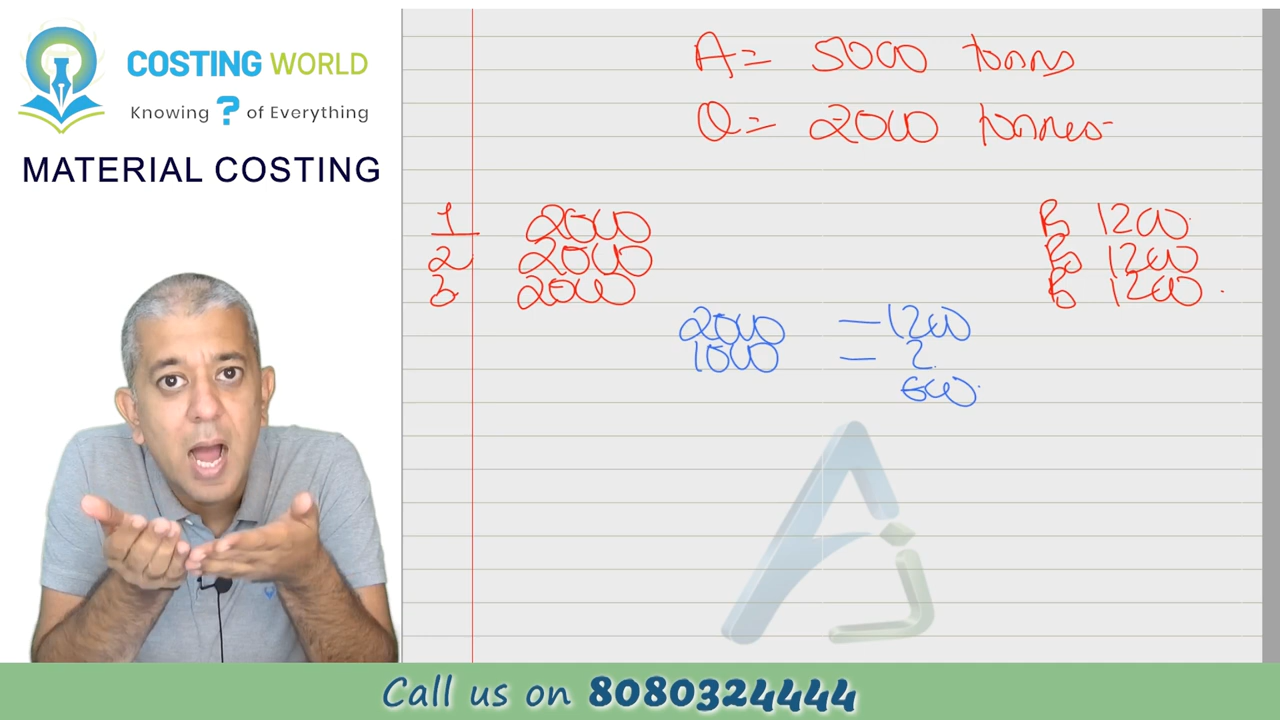 COSTING WORLD
Knowing ? of Everything
MATERIAL COSTING
A = 5000 tonns
Q = 2000 tonnes
1 2000 Rs 1200
2 2000 Rs 1200
3 2000 Rs 1200
2000 — 1200
1000 = ?
600
Call us on 8080324444